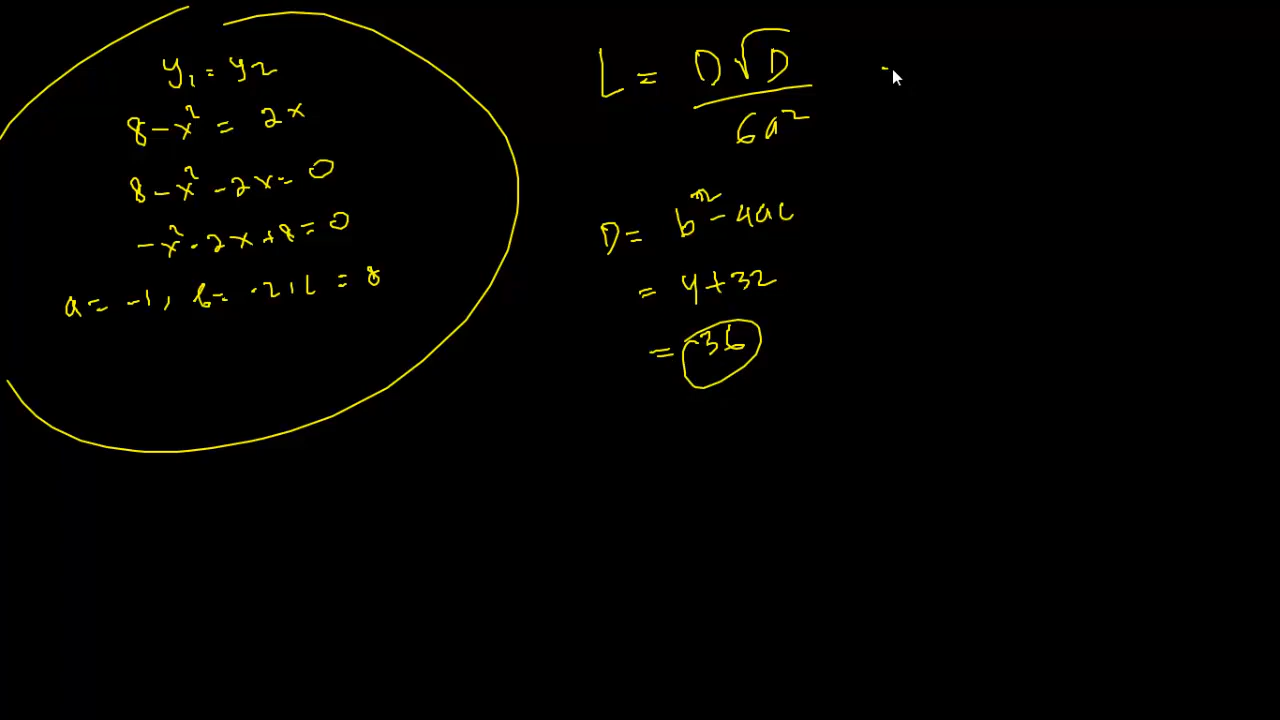 y₁ = y₂
8 - x² = 2x
8 - x² - 2x = 0
-x² - 2x + 8 = 0
a = -1, b = -2, c = 8
L = D√D / 6a²
D = b² - 4ac
= 4 + 32
= 36